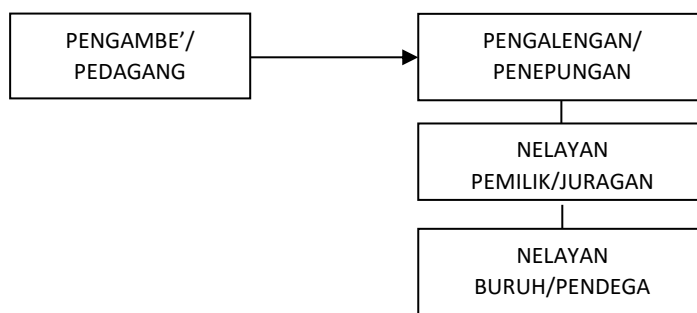 PENGAMBE’/
PEDAGANG
PENGALENGAN/
PENEPUNGAN
NELAYAN
PEMILIK/JURAGAN
NELAYAN
BURUH/PENDEGA